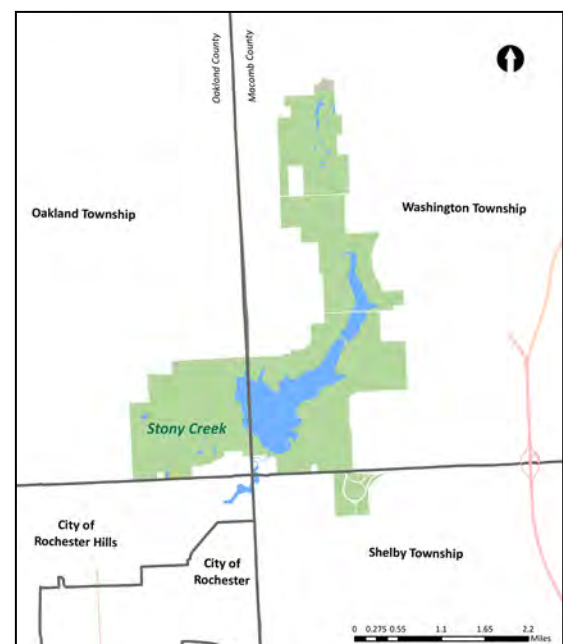 Oakland County
Macomb County
Oakland Township
Washington Township
Stony Creek
City of
Rochester Hills
City of
Rochester
Shelby Township
0 0.275 0.55 1.1 1.65 2.2
Miles